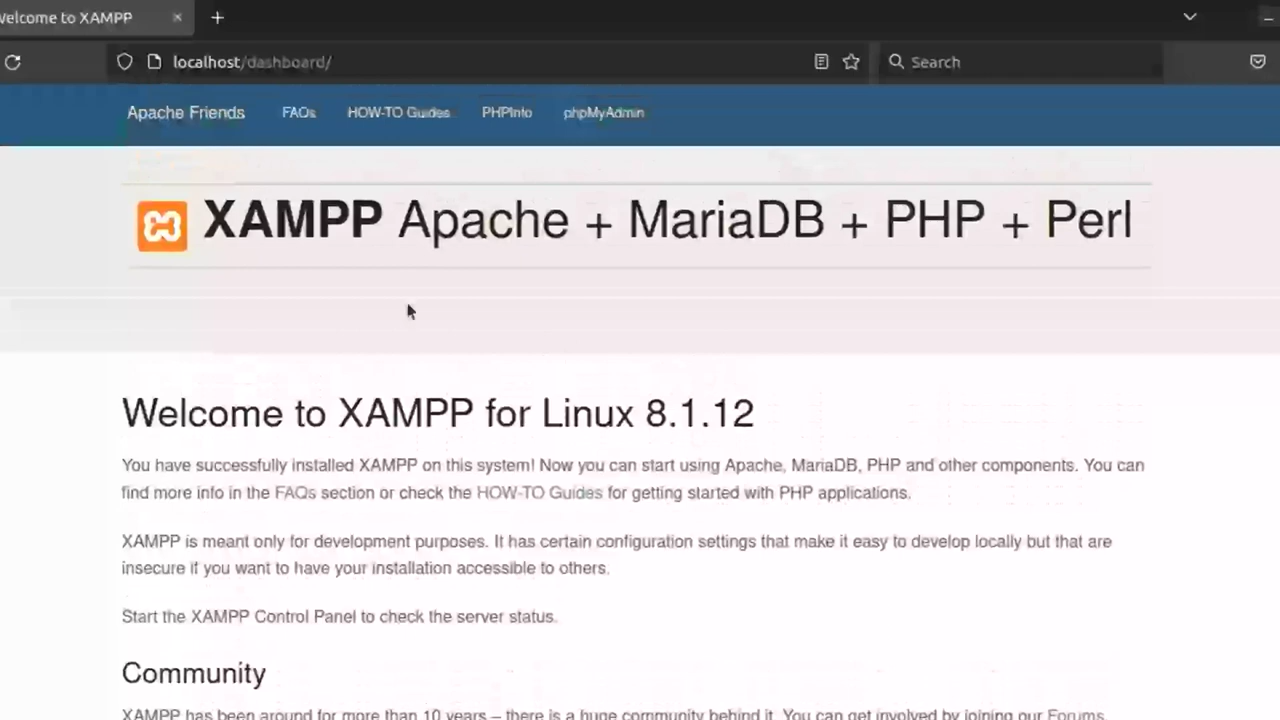 Welcome to XAMPP
localhost/dashboard/
Search
Apache Friends FAQs HOW-TO Guides PHPInfo phpMyAdmin
XAMPP Apache + MariaDB + PHP + Perl
Welcome to XAMPP for Linux 8.1.12
You have successfully installed XAMPP on this system! Now you can start using Apache, MariaDB, PHP and other components. You can
find more info in the FAQs section or check the HOW-TO Guides for getting started with PHP applications.
XAMPP is meant only for development purposes. It has certain configuration settings that make it easy to develop locally but that are
insecure if you want to have your installation accessible to others.
Start the XAMPP Control Panel to check the server status.
Community
XAMPP has been around for more than 10 years – there is a huge community behind it. You can get involved by joining our Forums,